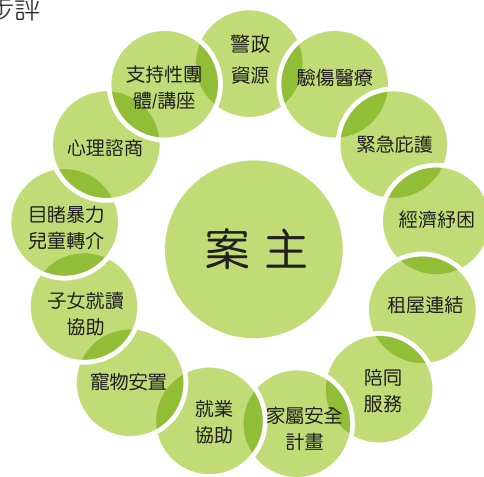 步評
警政
資源
驗傷醫療
緊急庇護
經濟紓困
租屋連結
陪同
服務
家屬安全
計畫
就業
協助
寵物安置
子女就讀
協助
目睹暴力
兒童轉介
心理諮商
支持性團
體/講座
案主